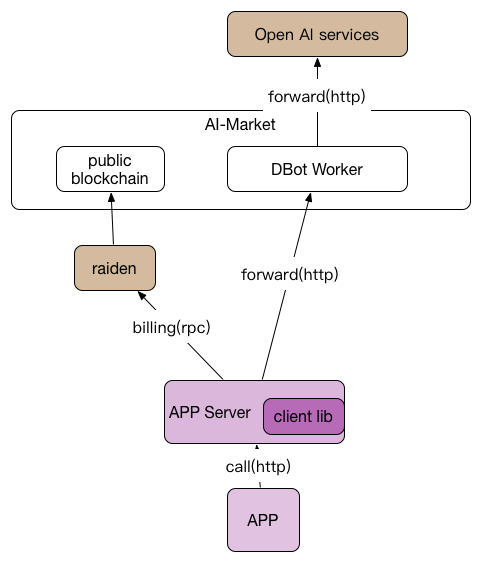 Open AI services
forward(http)
AI-Market
public
blockchain
DBot Worker
raiden
forward(http)
billing(rpc)
APP Server
client lib
call(http)
APP